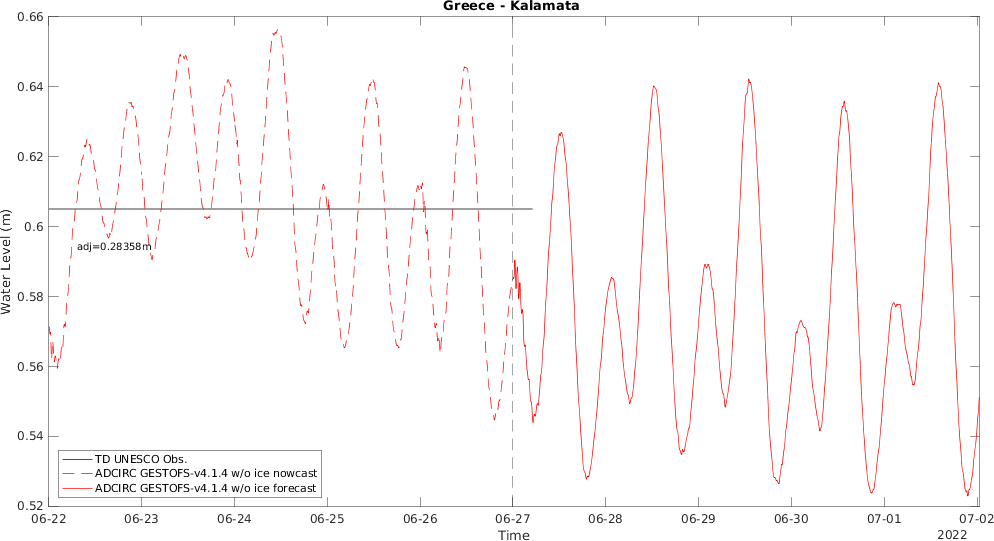 Greece - Kalamata
0.66
0.64
0.62
0.6
0.58
0.56
0.54
0.52
Water Level (m)
adj=0.28358m
TD UNESCO Obs.
ADCIRC GESTOFS-v4.1.4 w/o ice nowcast
ADCIRC GESTOFS-v4.1.4 w/o ice forecast
06-22 06-23 06-24 06-25 06-26 06-27 06-28 06-29 06-30 07-01 07-02
Time
2022